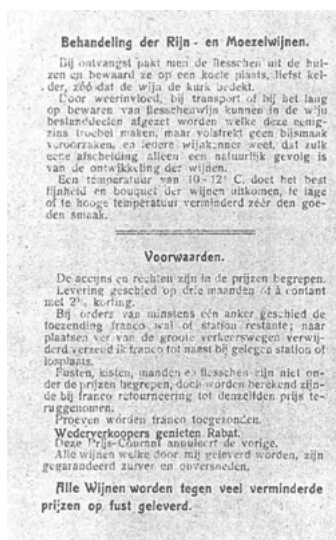 Behandeling der Rijn- en Moezelwijnen.
Bij ontvangst pakt men de flesschen uit de hul-
zen en bewaard ze op een koele plaats, liefst kel-
der, zóó dat de wijn de kurk bedekt.
Door weerinvloed, bij transport of bij het lang
op bewaren van flesschenwijn kunnen in de wijn
bestanddeelen afgezet worden welke deze eenig-
zins troebel maken, maar volstrekt geen bijsmaak
veroorzaken, en iedere wijnkenner weet, dat zulk
eene afscheiding alleen een natuurlijk gevolg is
van de ontwikkeling der wijnen.
Een temperatuur van 10-12° C. doet het best
fijnheid en bouquet der wijnen uitkomen, te lage
of te hooge temperatuur verminderd zéér den goe-
den smaak.
Voorwaarden.
De accijns en rechten zijn in de prijzen begrepen.
Levering geschied op drie maanden of à contant
met 2% korting.
Bij orders van minstens één anker geschied de
toezending franco wal of station restante; naar
plaatsen ver van de groote verkeerswegen verwij-
derd verzend ik franco tot naast bij gelegen station of
losplaats.
Fusten, kisten, manden en flesschen zijn niet on-
der de prijzen begrepen, doch worden berekend zijn-
de bij franco retourneering tot denzelfden prijs te-
ruggenomen.
Proeven worden franco toegezonden.
Wederverkoopers genieten Rabat.
Deze Prijs-Courant annuleert de vorige.
Alle wijnen welke door mij geleverd worden, zijn
gegarandeerd zuiver en onversneden.
Alle Wijnen worden tegen veel verminderde
prijzen op fust geleverd.